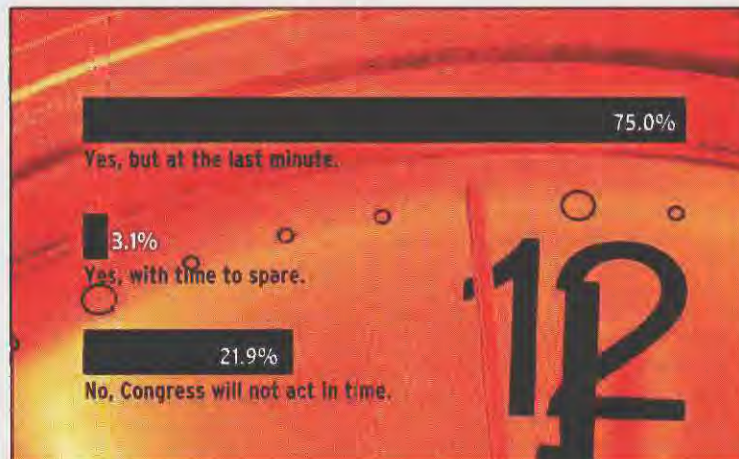 75.0%
Yes, but at the last minute.
3.1%
Yes, with time to spare.
21.9%
No, Congress will not act in time.
12